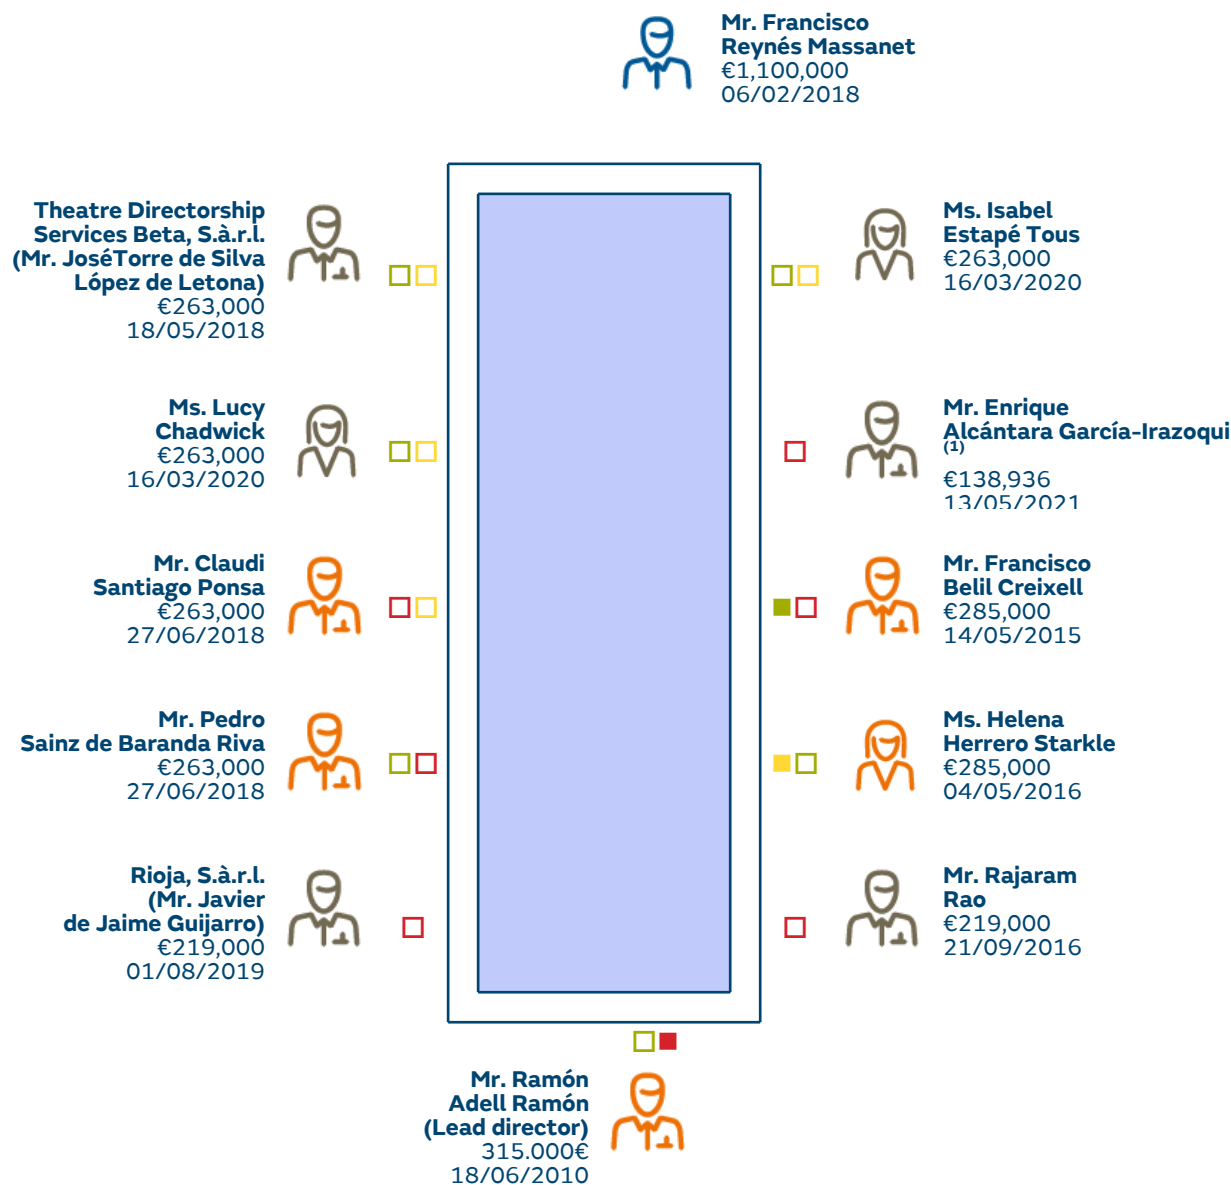 Mr. Francisco
Reynés Massanet
€1,100,000
06/02/2018
Theatre Directorship
Services Beta, S.à.r.l.
(Mr. JoséTorre de Silva
López de Letona)
€263,000
18/05/2018
Ms. Isabel
Estapé Tous
€263,000
16/03/2020
Ms. Lucy
Chadwick
€263,000
16/03/2020
Mr. Enrique
Alcántara García-Irazoqui
(1)
€138,936
13/05/2021
Mr. Claudi
Santiago Ponsa
€263,000
27/06/2018
Mr. Francisco
Belil Creixell
€285,000
14/05/2015
Mr. Pedro
Sainz de Baranda Riva
€263,000
27/06/2018
Ms. Helena
Herrero Starkle
€285,000
04/05/2016
Rioja, S.à.r.l.
(Mr. Javier
de Jaime Guijarro)
€219,000
01/08/2019
Mr. Rajaram
Rao
€219,000
21/09/2016
Mr. Ramón
Adell Ramón
(Lead director)
315.000€
18/06/2010